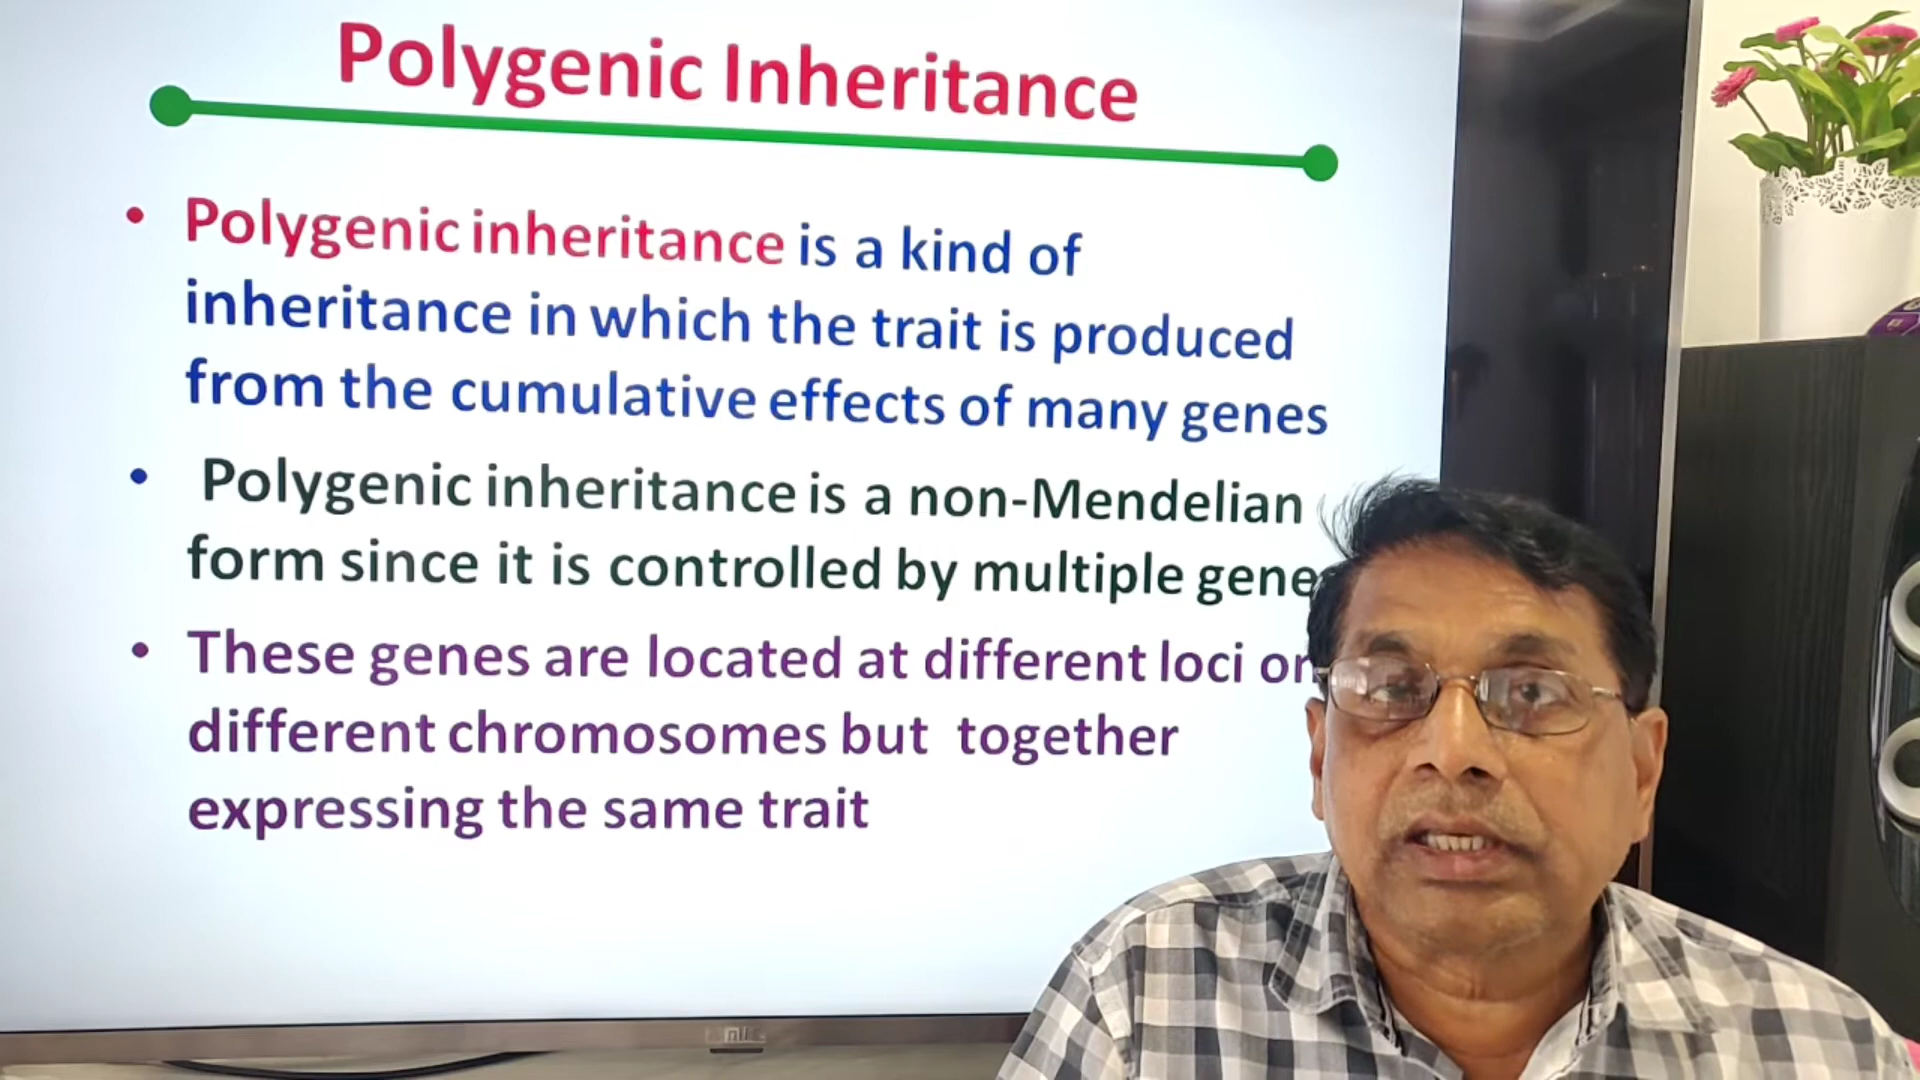 Polygenic Inheritance
• Polygenic inheritance is a kind of
inheritance in which the trait is produced
from the cumulative effects of many genes
• Polygenic inheritance is a non-Mendelian
form since it is controlled by multiple gene
• These genes are located at different loci on
different chromosomes but together
expressing the same trait